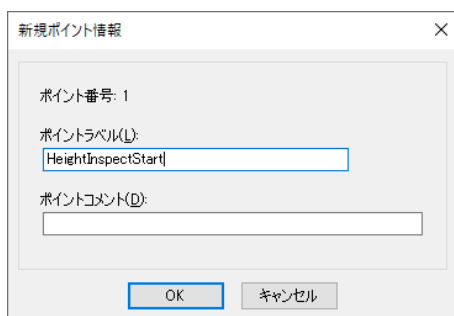 新規ポイント情報
ポイント番号: 1
ポイントラベル(L):
HeightInspectStart
ポイントコメント(D):
OK
キャンセル